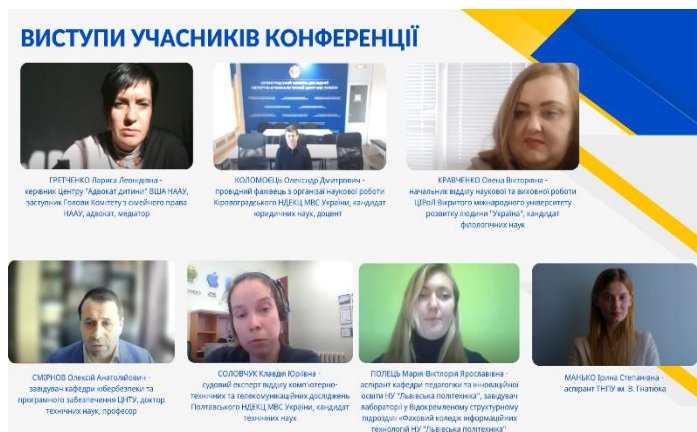 ВИСТУПИ УЧАСНИКІВ КОНФЕРЕНЦІЇ
ГРЕТЧЕНКО Лариса Леонідівна -
керівник Центру "Адвокат дитини" ВША НААУ,
заступник Голови Комітету з сімейного права
НААУ, адвокат, медіатор
КОЛОМОЄЦЬ Олександр Дмитрович -
провідний фахівець з організації наукової роботи
Кіровоградського НДЕКЦ МВС України, кандидат
юридичних наук, доцент
КРАВЧЕНКО Олена Вікторівна -
начальник відділу наукової та виховної роботи
ЦІРоЛ Вікритого міжнародного університету
розвитку людини "Україна", кандидат
філологічних наук
СМІРНОВ Олексій Анатолійович -
завідувач кафедри кібербезпеки та
програмного забезпечення ЦНТУ, доктор
технічних наук, професор
СОЛОВЧУК Клавдія Юріївна -
судовий експерт відділу комп'ютерно-
технічних та телекомунікаційних досліджень
Полтавського НДЕКЦ МВС України, кандидат
технічних наук
ПОЛЕЦЬ Марія-Вікторія Ярославівна -
аспірант кафедри педагогіки та інноваційної
освіти НУ "Львівська політехніка", завідувач
лабораторії у Відокремленому структурному
підрозділі «Фаховий коледж інформаційних
технологій НУ "Львівська політехніка"
МАНЬКО Ірина Степанівна -
аспірант ТНПУ ім. В. Гнатюка